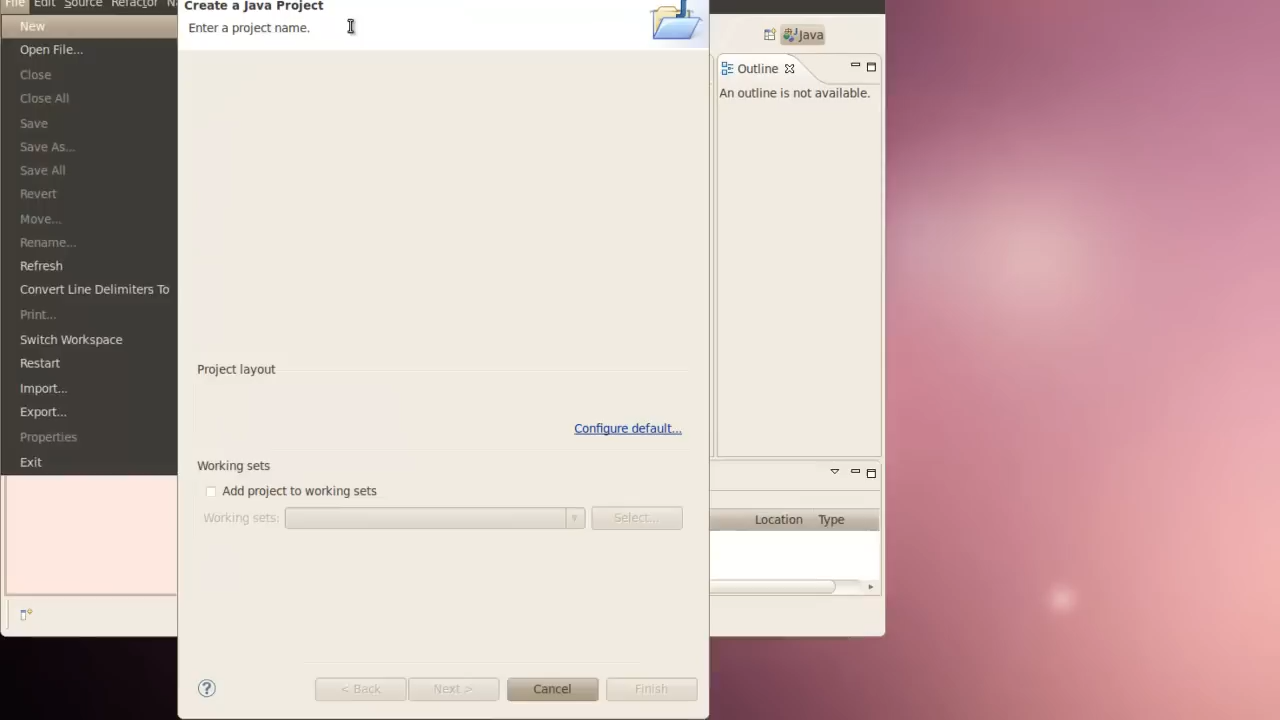 File Edit Source Refactor
Create a Java Project
Enter a project name.
New
Open File...
Close
Close All
Save
Save As...
Save All
Revert
Move...
Rename...
Refresh
Convert Line Delimiters To
Print...
Switch Workspace
Restart
Import...
Export...
Properties
Exit
Project layout
Configure default...
Working sets
Add project to working sets
Working sets:
Select...
< Back
Next >
Cancel
Finish
Java
Outline
An outline is not available.
Location
Type